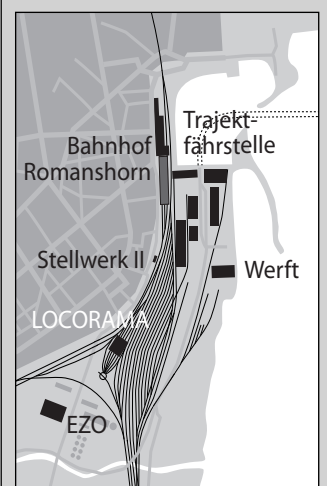 Trajekt-
fährstelle
Bahnhof
Romanshorn
Stellwerk II
Werft
LOCORAMA
EZO